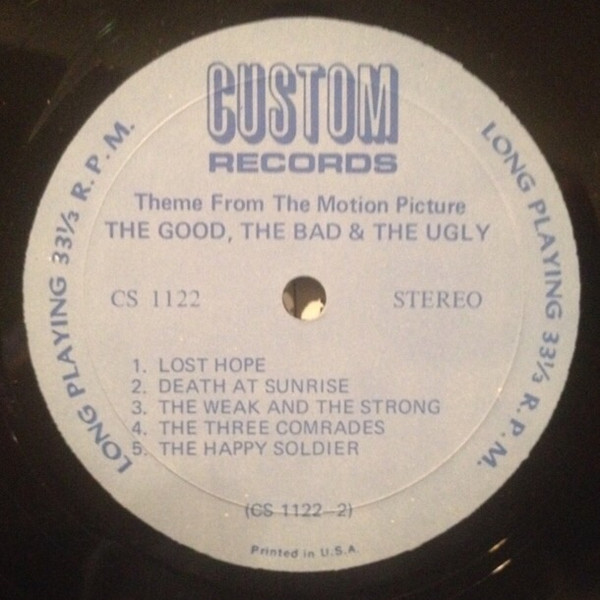 CUSTOM
RECORDS
LONG PLAYING 33⅓ R.P.M.
LONG PLAYING 33⅓ R.P.M.
Theme From The Motion Picture
THE GOOD, THE BAD & THE UGLY
CS 1122
STEREO
1. LOST HOPE
2. DEATH AT SUNRISE
3. THE WEAK AND THE STRONG
4. THE THREE COMRADES
5. THE HAPPY SOLDIER
(CS 1122-2)
Printed in U.S.A.